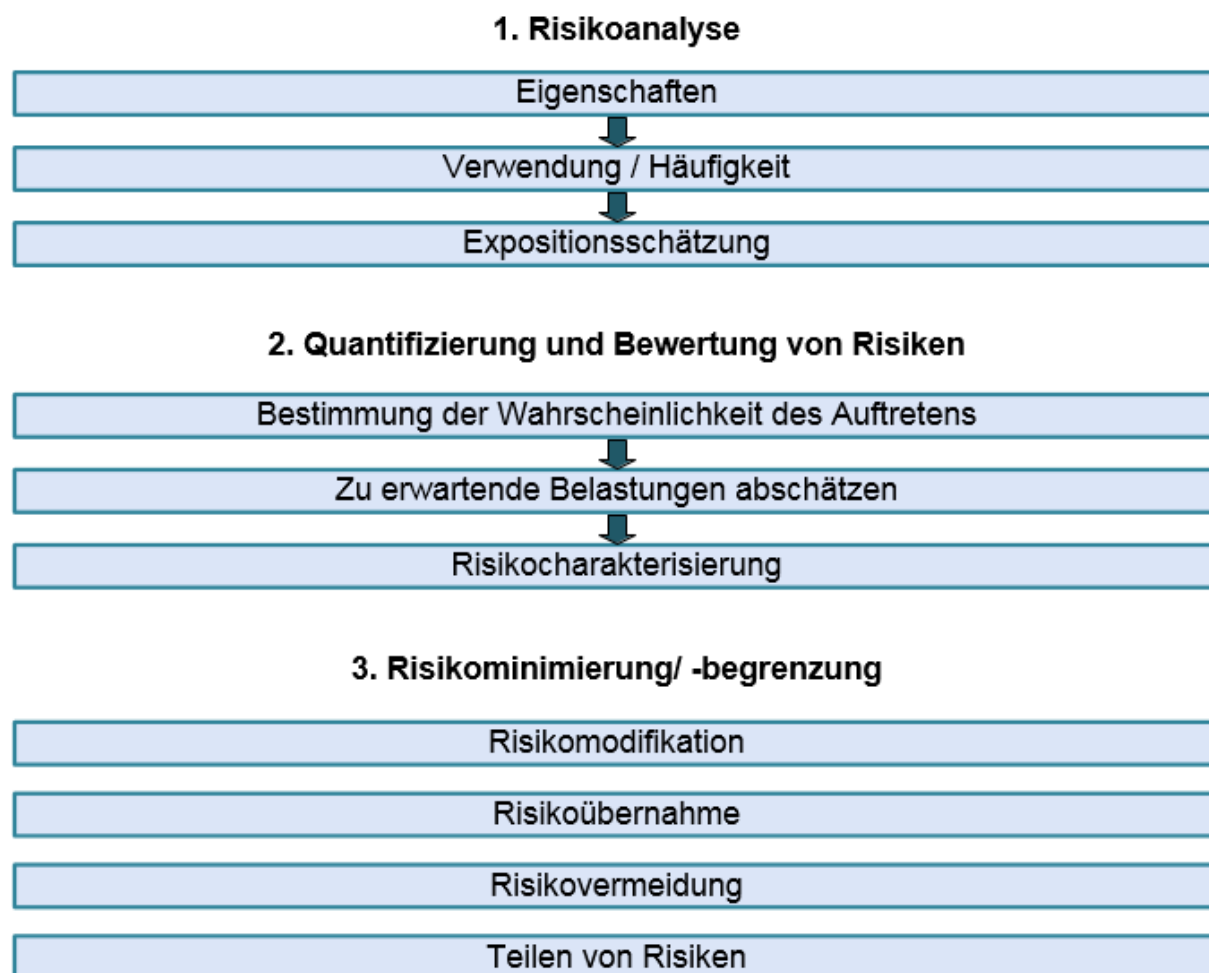 1. Risikoanalyse
Eigenschaften
Verwendung / Häufigkeit
Expositionsschätzung
2. Quantifizierung und Bewertung von Risiken
Bestimmung der Wahrscheinlichkeit des Auftretens
Zu erwartende Belastungen abschätzen
Risikocharakterisierung
3. Risikominimierung/ -begrenzung
Risikomodifikation
Risikoübernahme
Risikovermeidung
Teilen von Risiken